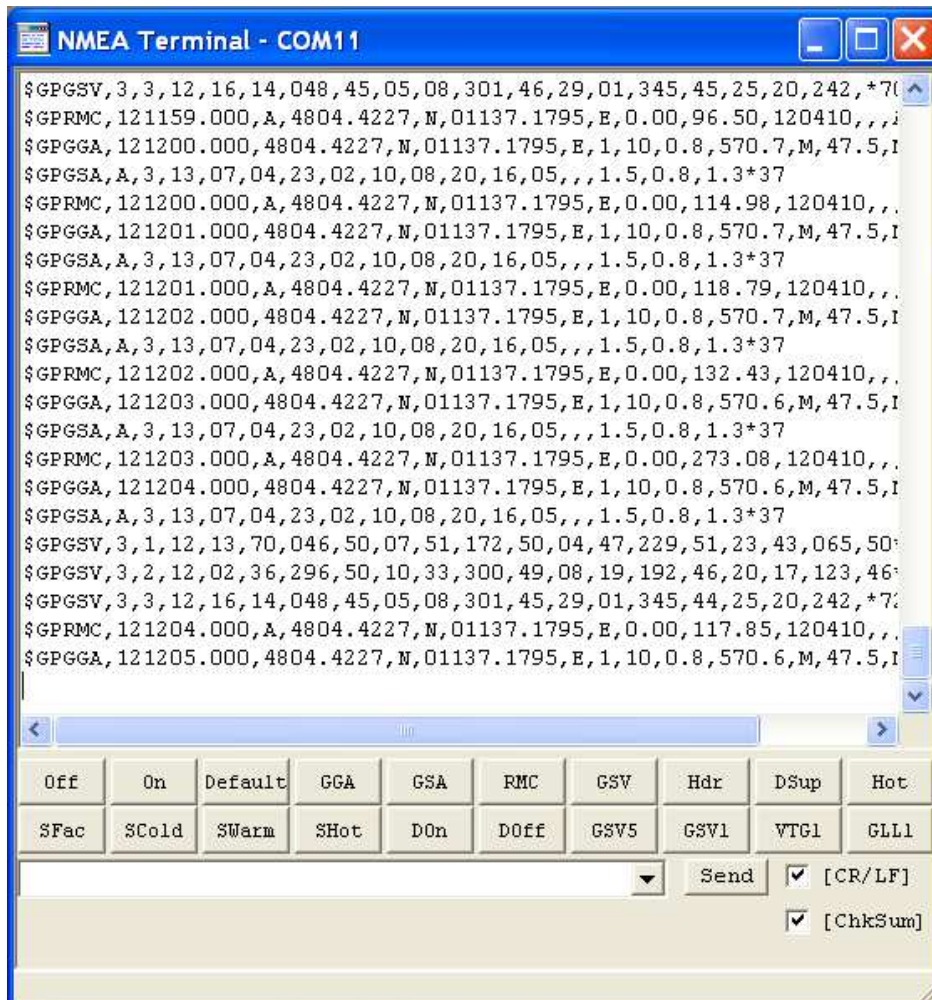 NMEA Terminal - COM11
$GPGSV,3,3,12,16,14,048,45,05,08,301,46,29,01,345,45,25,20,242,*70
$GPRMC,121159.000,A,4804.4227,N,01137.1795,E,0.00,96.50,120410,,,
$GPGGA,121200.000,4804.4227,N,01137.1795,E,1,10,0.8,570.7,M,47.5,
$GPGSA,A,3,13,07,04,23,02,10,08,20,16,05,,,1.5,0.8,1.3*37
$GPRMC,121200.000,A,4804.4227,N,01137.1795,E,0.00,114.98,120410,,,
$GPGGA,121201.000,4804.4227,N,01137.1795,E,1,10,0.8,570.7,M,47.5,
$GPGSA,A,3,13,07,04,23,02,10,08,20,16,05,,,1.5,0.8,1.3*37
$GPRMC,121201.000,A,4804.4227,N,01137.1795,E,0.00,118.79,120410,,,
$GPGGA,121202.000,4804.4227,N,01137.1795,E,1,10,0.8,570.7,M,47.5,
$GPGSA,A,3,13,07,04,23,02,10,08,20,16,05,,,1.5,0.8,1.3*37
$GPRMC,121202.000,A,4804.4227,N,01137.1795,E,0.00,132.43,120410,,,
$GPGGA,121203.000,4804.4227,N,01137.1795,E,1,10,0.8,570.6,M,47.5,
$GPGSA,A,3,13,07,04,23,02,10,08,20,16,05,,,1.5,0.8,1.3*37
$GPRMC,121203.000,A,4804.4227,N,01137.1795,E,0.00,273.08,120410,,,
$GPGGA,121204.000,4804.4227,N,01137.1795,E,1,10,0.8,570.6,M,47.5,
$GPGSA,A,3,13,07,04,23,02,10,08,20,16,05,,,1.5,0.8,1.3*37
$GPGSV,3,1,12,13,70,046,50,07,51,172,50,04,47,229,51,23,43,065,50*
$GPGSV,3,2,12,02,36,296,50,10,33,300,49,08,19,192,46,20,17,123,46*
$GPGSV,3,3,12,16,14,048,45,05,08,301,45,29,01,345,44,25,20,242,*72
$GPRMC,121204.000,A,4804.4227,N,01137.1795,E,0.00,117.85,120410,,,
$GPGGA,121205.000,4804.4227,N,01137.1795,E,1,10,0.8,570.6,M,47.5,
Off On Default GGA GSA RMC GSV Hdr DSup Hot
SFac SCold SWarm SHot DOn DOff GSV5 GSV1 VTG1 GLL1
Send [CR/LF]
[ChkSum]